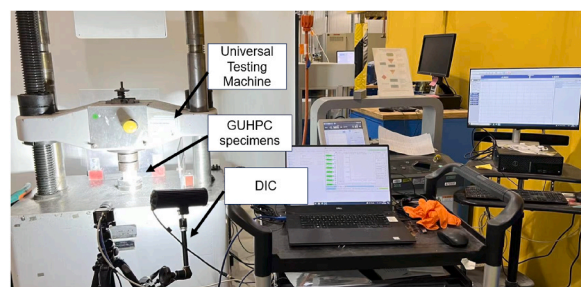 Universal
Testing
Machine
GUHPC
specimens
DIC